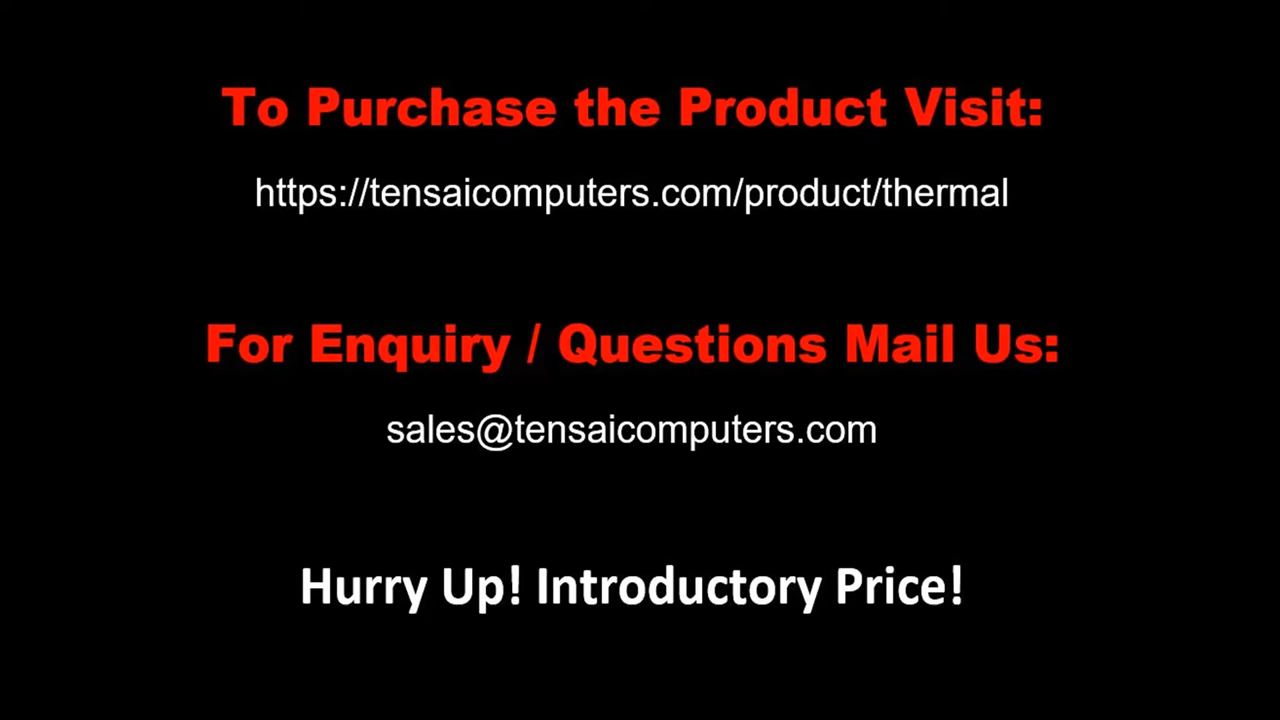 To Purchase the Product Visit:
https://tensaicomputers.com/product/thermal
For Enquiry / Questions Mail Us:
sales@tensaicomputers.com
Hurry Up! Introductory Price!